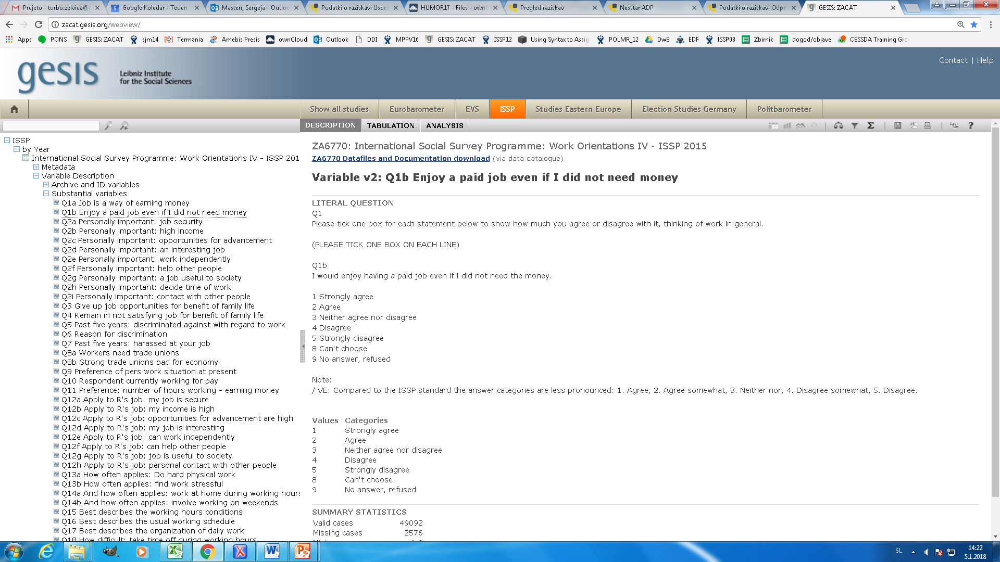 Prejeto - turbo.zelvica@g
Google Koledar - Teden
Masten, Sergeja - Outloo
Podatki o raziskavi Uspe
HUMOR17 - Files - own
Pregled raziskav
Nesstar ADP
Podatki o raziskavi Odpr
GESIS: ZACAT
zacat.gesis.org/webview/
Apps PONS GESIS: ZACAT sjm14 Termania Amebis Presis ownCloud Outlook DDI MPPV16 GESIS: ZACAT ISSP12 Using Syntax to Assig POLMR_12 DwB EDF ISSP08 Zbirnik dogod/objave CESSDA Training Gro
gesis
Leibniz Institute
for the Social Sciences
Contact | Help
Show all studies Eurobarometer EVS ISSP Studies Eastern Europe Election Studies Germany Politbarometer
DESCRIPTION TABULATION ANALYSIS
ISSP
by Year
International Social Survey Programme: Work Orientations IV - ISSP 201
Metadata
Variable Description
Archive and ID variables
Substantial variables
Q1a Job is a way of earning money
Q1b Enjoy a paid job even if I did not need money
Q2a Personally important: job security
Q2b Personally important: high income
Q2c Personally important: opportunities for advancement
Q2d Personally important: an interesting job
Q2e Personally important: work independently
Q2f Personally important: help other people
Q2g Personally important: a job useful to society
Q2h Personally important: decide time of work
Q2i Personally important: contact with other people
Q3 Give up job opportunities for benefit of family life
Q4 Remain in not satisfying job for benefit of family life
Q5 Past five years: discriminated against with regard to work
Q6 Reason for discrimination
Q7 Past five years: harassed at your job
Q8a Workers need trade unions
Q8b Strong trade unions bad for economy
Q9 Preference of pers work situation at present
Q10 Respondent currently working for pay
Q11 Preference: number of hours working - earning money
Q12a Apply to R's job: my job is secure
Q12b Apply to R's job: my income is high
Q12c Apply to R's job: opportunities for advancement are high
Q12d Apply to R's job: my job is interesting
Q12e Apply to R's job: can work independently
Q12f Apply to R's job: can help other people
Q12g Apply to R's job: job is useful to society
Q12h Apply to R's job: personal contact with other people
Q13a How often applies: Do hard physical work
Q13b How often applies: find work stressful
Q14a And how often applies: work at home during working hours
Q14b And how often applies: involve working on weekends
Q15 Best describes the working hours conditions
Q16 Best describes the usual working schedule
Q17 Best describes the organization of daily work
Q18 How difficult: take time off during working hours
ZA6770: International Social Survey Programme: Work Orientations IV - ISSP 2015
ZA6770 Datafiles and Documentation download (via data catalogue)
Variable v2: Q1b Enjoy a paid job even if I did not need money
LITERAL QUESTION
Q1
Please tick one box for each statement below to show how much you agree or disagree with it, thinking of work in general.
(PLEASE TICK ONE BOX ON EACH LINE)
Q1b
I would enjoy having a paid job even if I did not need the money.
1 Strongly agree
2 Agree
3 Neither agree nor disagree
4 Disagree
5 Strongly disagree
8 Can't choose
9 No answer, refused
Note:
/ VE: Compared to the ISSP standard the answer categories are less pronounced: 1. Agree, 2. Agree somewhat, 3. Neither nor, 4. Disagree somewhat, 5. Disagree.
Values Categories
1 Strongly agree
2 Agree
3 Neither agree nor disagree
4 Disagree
5 Strongly disagree
8 Can't choose
9 No answer, refused
SUMMARY STATISTICS
Valid cases 49092
Missing cases 2576
SL
14:22
5.1.2018